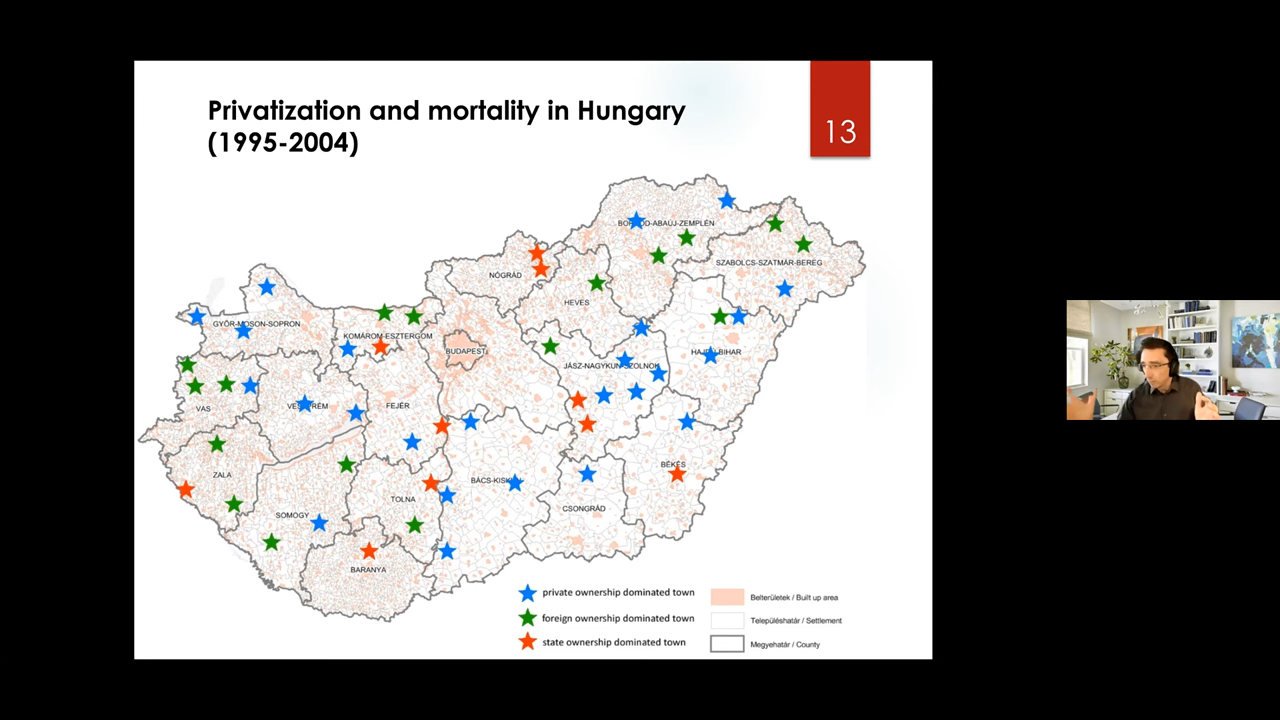 Privatization and mortality in Hungary
(1995-2004)
13
BORSOD-ABAÚJ-ZEMPLÉN
SZABOLCS-SZATMÁR-BEREG
NÓGRÁD
HEVES
GYŐR-MOSON-SOPRON
KOMÁROM-ESZTERGOM
BUDAPEST
HAJDÚ-BIHAR
JÁSZ-NAGYKUN-SZOLNOK
VAS
VESZPRÉM
FEJÉR
BÉKÉS
ZALA
BÁCS-KISKUN
TOLNA
CSONGRÁD
SOMOGY
BARANYA
private ownership dominated town
foreign ownership dominated town
state ownership dominated town
Belterületek / Built up area
Településhatár / Settlement
Megyehatár / County